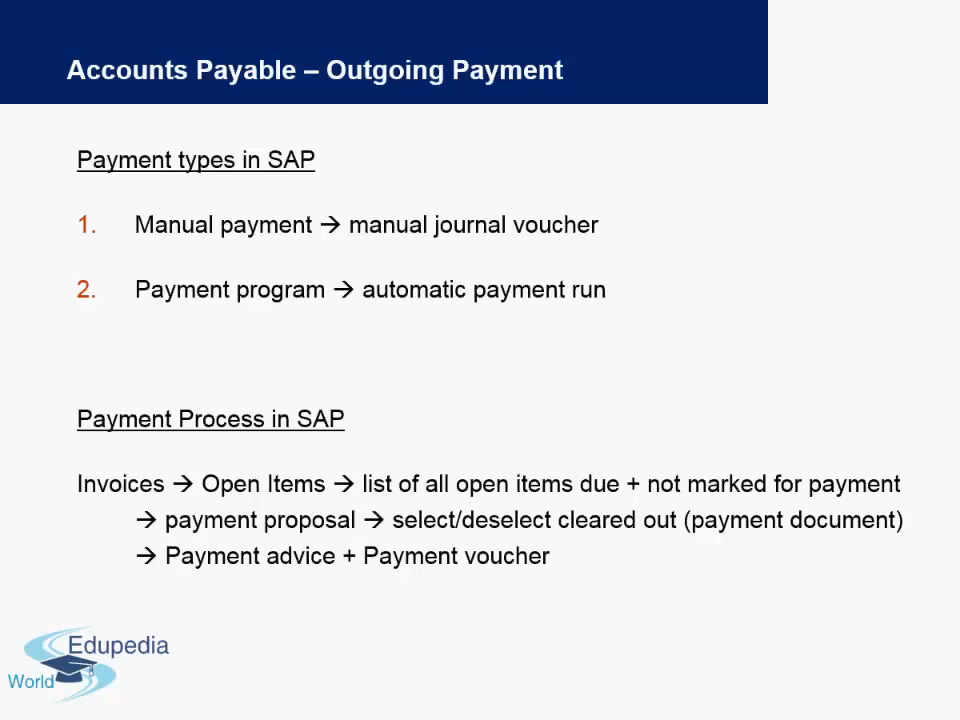 Accounts Payable – Outgoing Payment
Payment types in SAP
1. Manual payment → manual journal voucher
2. Payment program → automatic payment run
Payment Process in SAP
Invoices → Open Items → list of all open items due + not marked for payment
→ payment proposal → select/deselect cleared out (payment document)
→ Payment advice + Payment voucher
Edupedia
World